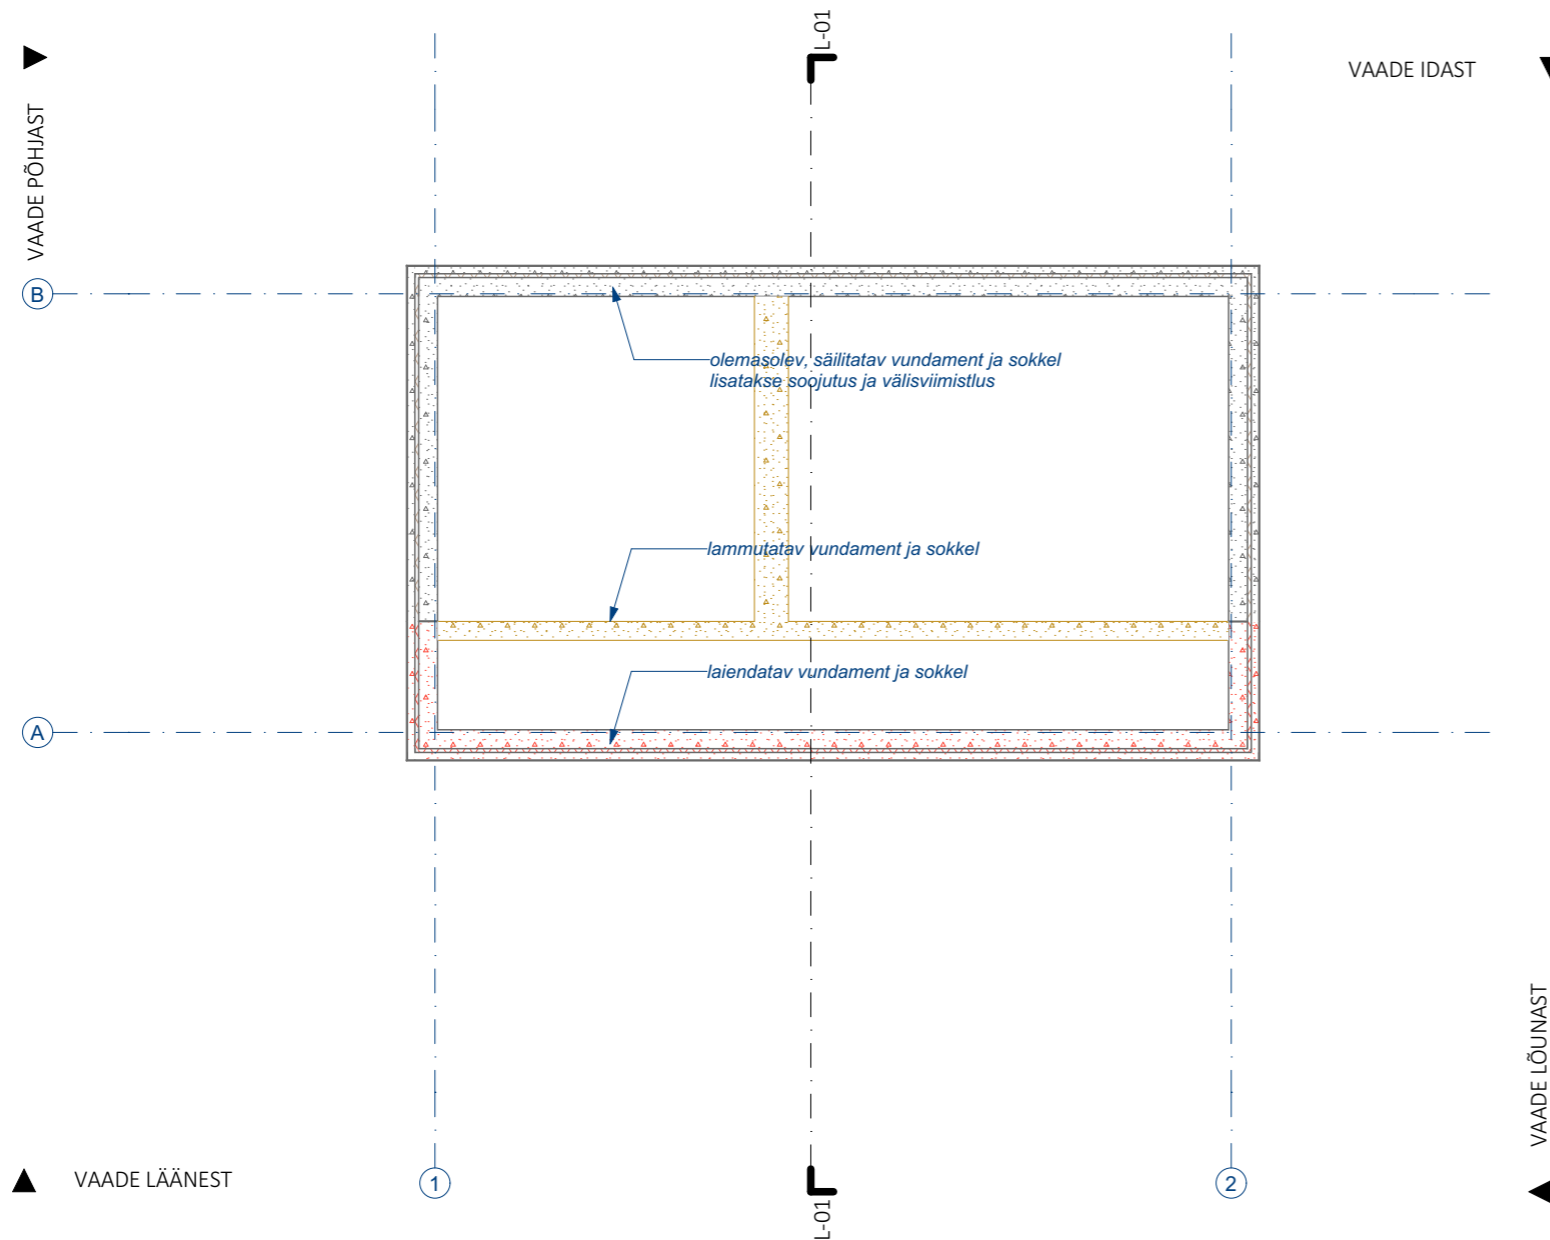 L-01
VAADE IDAST
VAADE PÕHJAST
B
olemasolev, säilitatav vundament ja sokkel
lisatakse soojutus ja välisviimistlus
lammutatav vundament ja sokkel
laiendatav vundament ja sokkel
A
VAADE LÕUNAST
VAADE LÄÄNEST
1
2
L-01